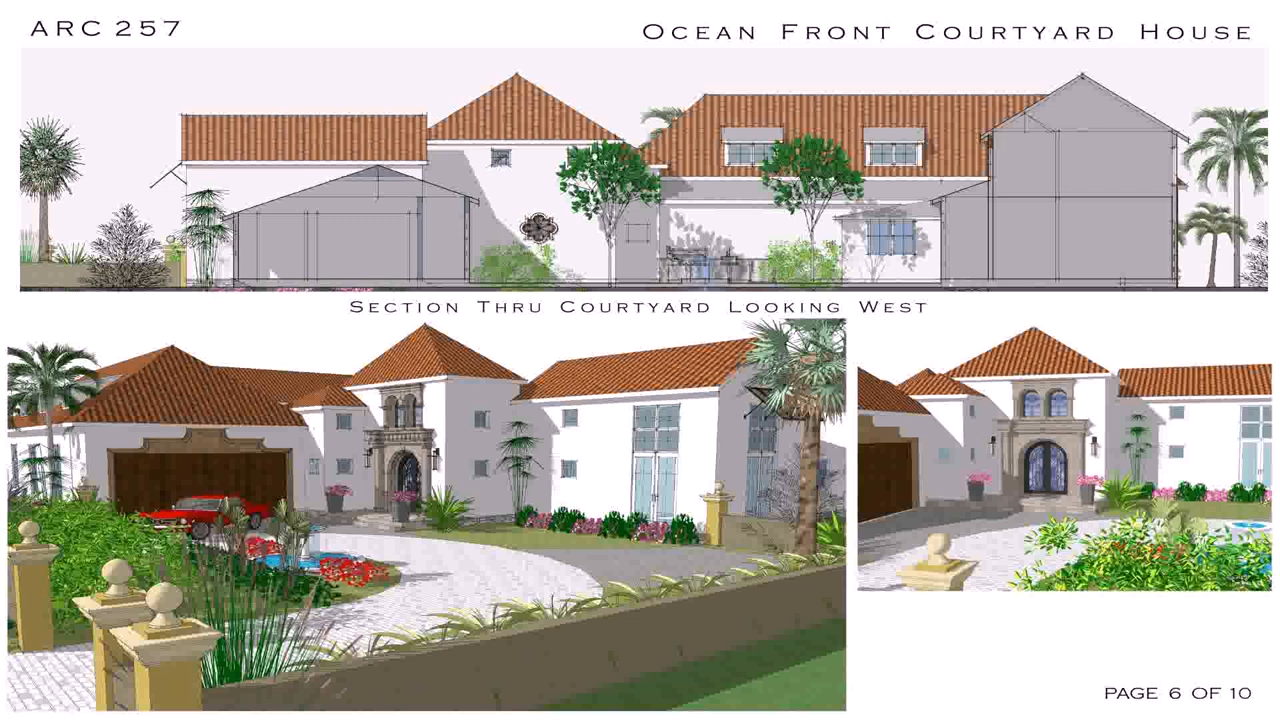 ARC 257
OCEAN FRONT COURTYARD HOUSE
SECTION THRU COURTYARD LOOKING WEST
PAGE 6 OF 10